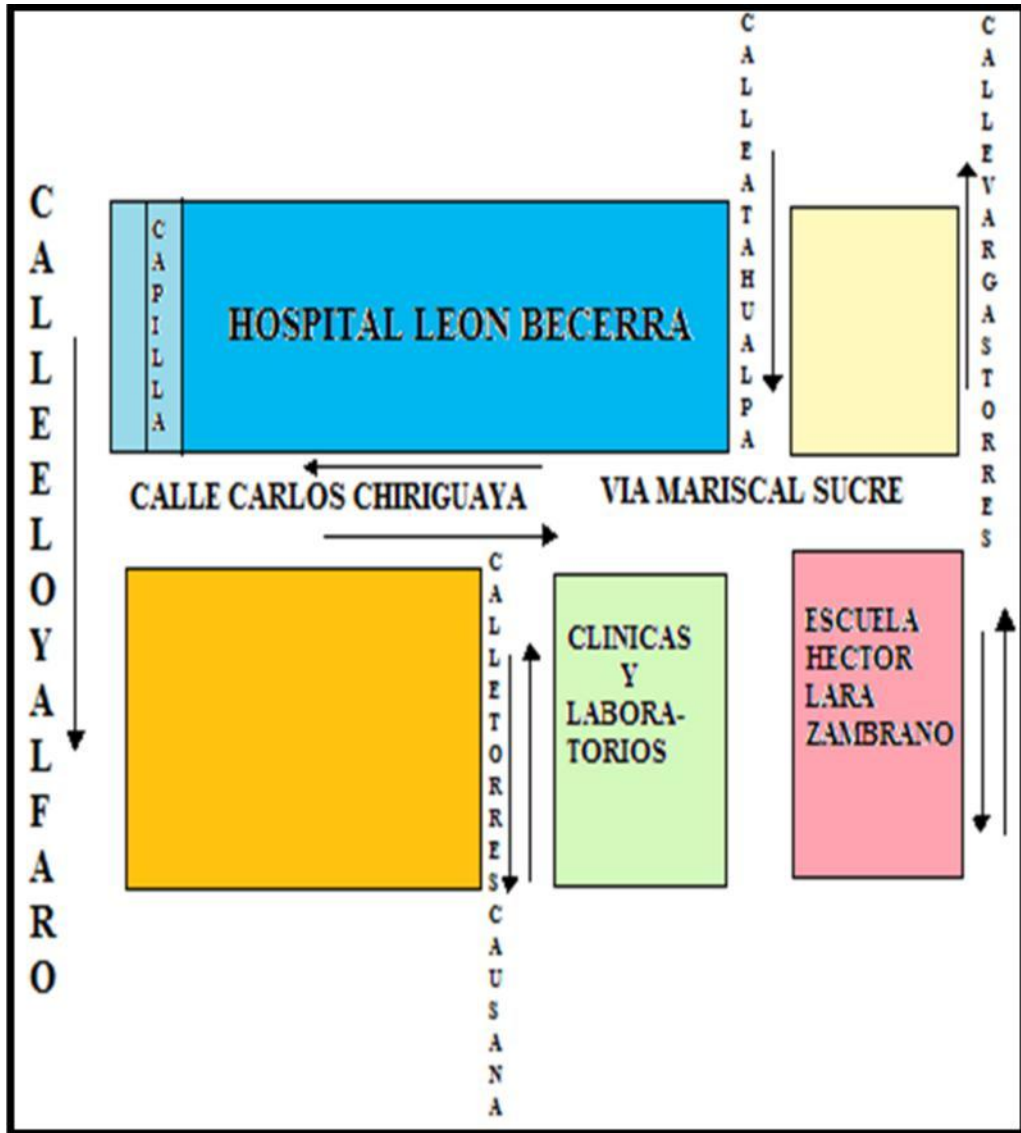 CALLE ATAHUALPA
CALLE VARGAS TORRES
CALLE ELOY ALFARO
CAPILLA
HOSPITAL LEON BECERRA
CALLE CARLOS CHIRIGUAYA
VIA MARISCAL SUCRE
CALLE TORRES CAUSANA
CLINICAS
Y
LABORA-
TORIOS
ESCUELA
HECTOR
LARA
ZAMBRANO